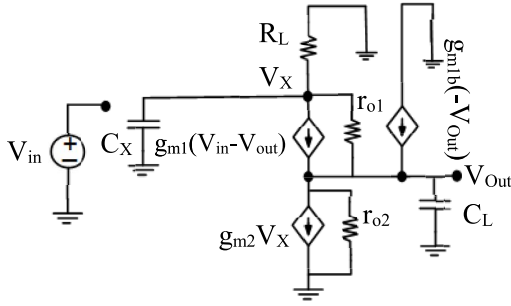 R_L
V_X
r_o1
g_m1b(-V_Out)
V_in
C_X
g_m1(V_in-V_out)
V_Out
g_m2V_X
r_o2
C_L